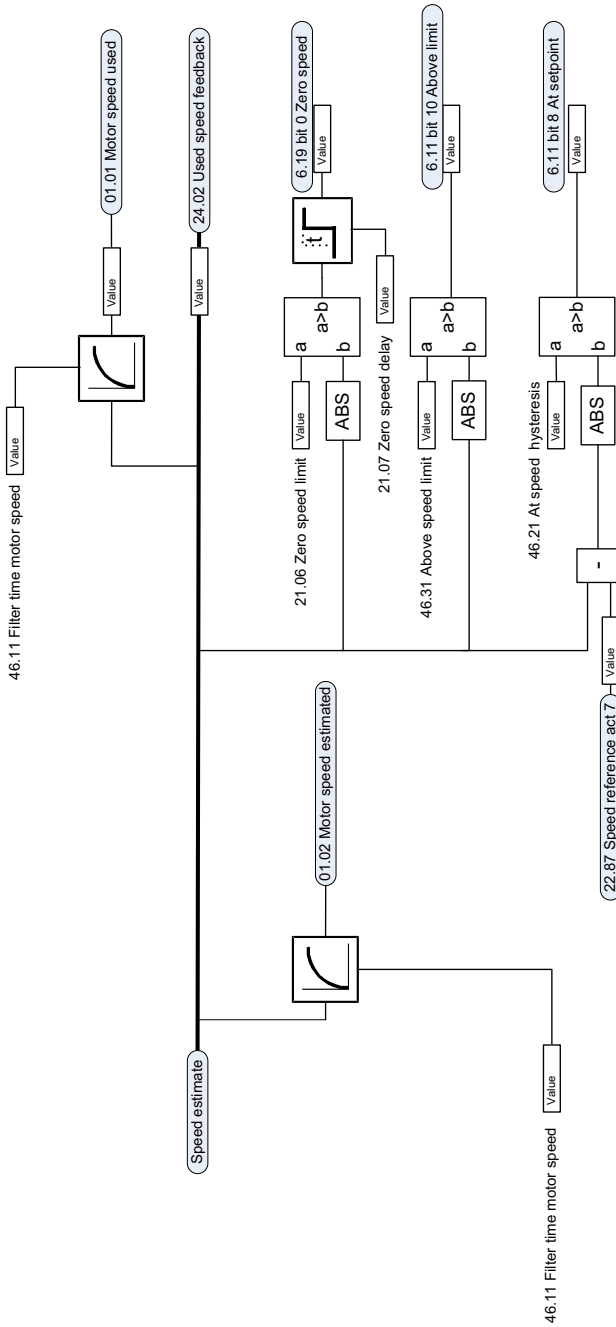 46.11 Filter time motor speed
Value
Value
01.01 Motor speed used
Speed estimate
Value
24.02 Used speed feedback
01.02 Motor speed estimated
46.11 Filter time motor speed
Value
21.06 Zero speed limit
Value
ABS
a
a>b
b
t
Value
6.19 bit 0 Zero speed
21.07 Zero speed delay
Value
46.31 Above speed limit
Value
ABS
a
a>b
b
Value
6.11 bit 10 Above limit
46.21 At speed hysteresis
Value
22.87 Speed reference act 7
Value
-
ABS
a
a>b
b
Value
6.11 bit 8 At setpoint